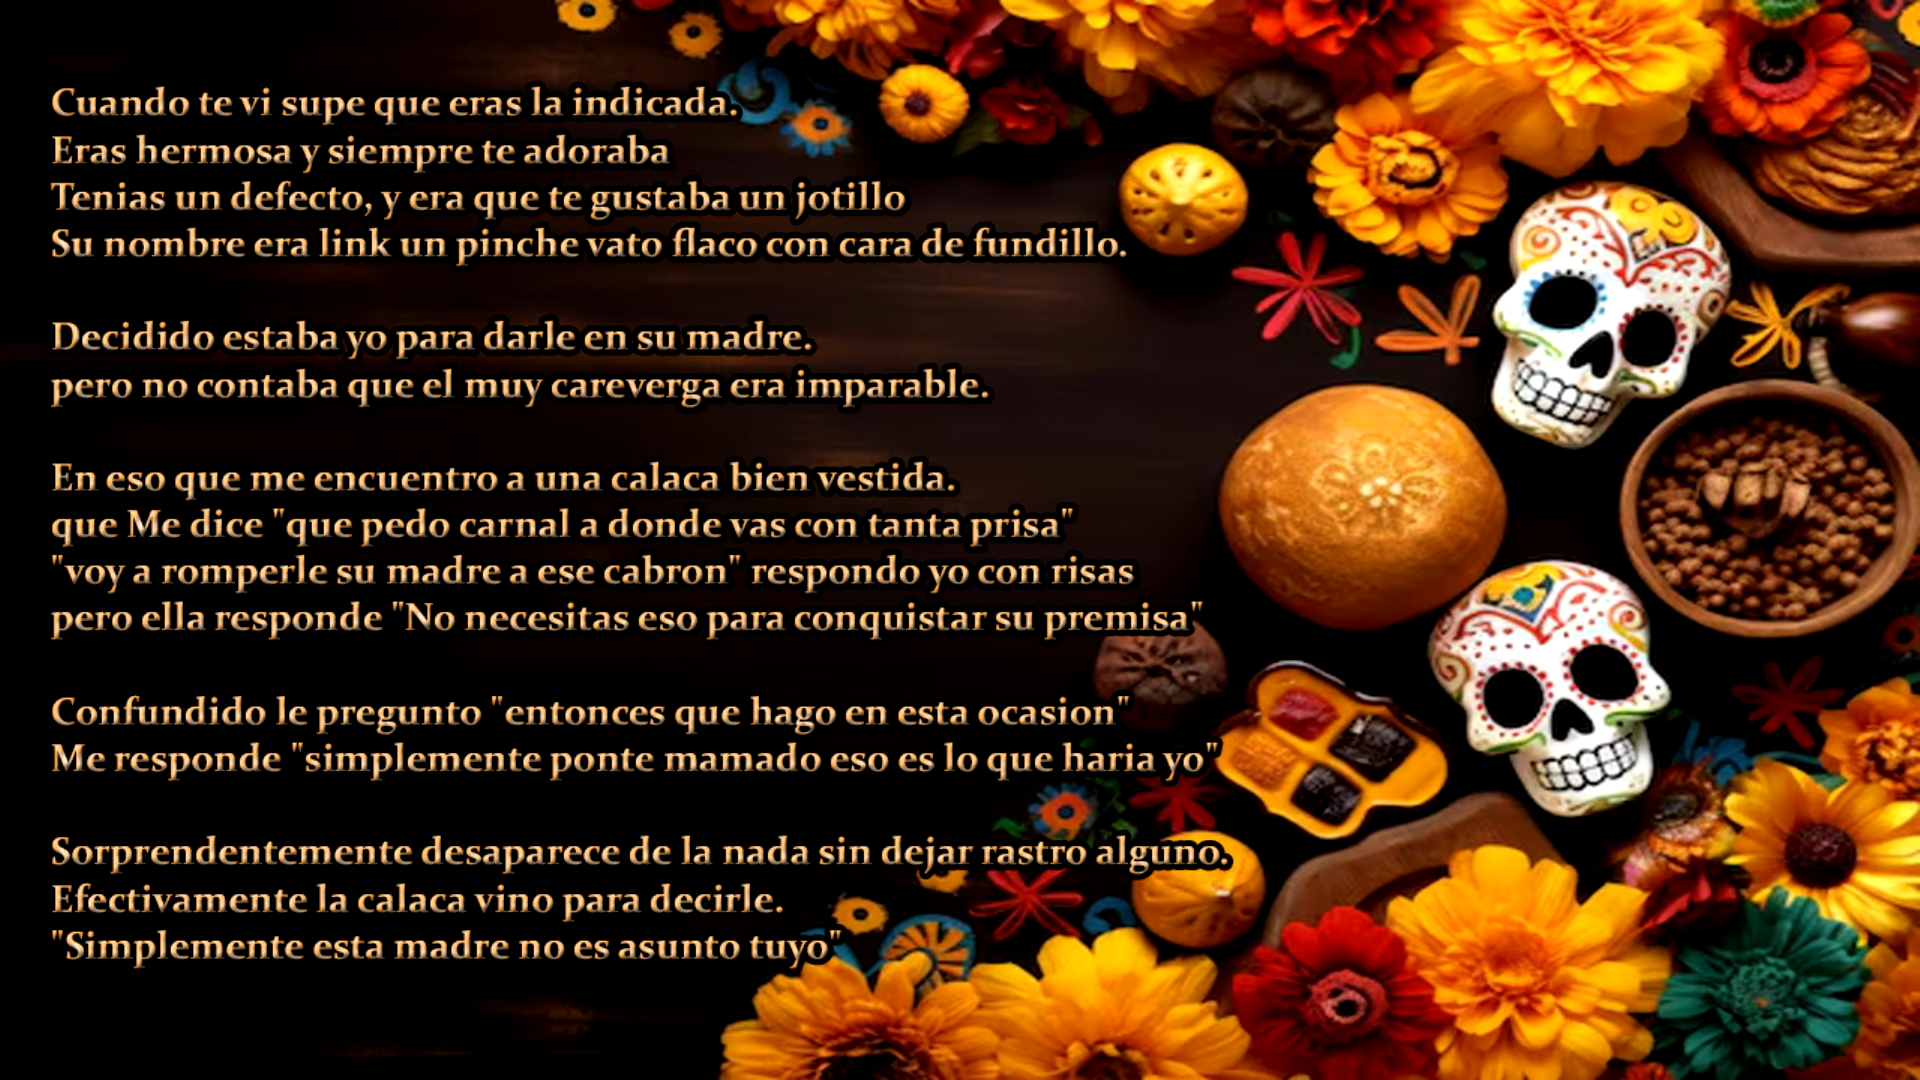 Cuando te vi supe que eras la indicada.
Eras hermosa y siempre te adoraba
Tenias un defecto, y era que te gustaba un jotillo
Su nombre era link un pinche vato flaco con cara de fundillo.
Decidido estaba yo para darle en su madre.
pero no contaba que el muy careverga era imparable.
En eso que me encuentro a una calaca bien vestida.
que Me dice "que pedo carnal a donde vas con tanta prisa"
"voy a romperle su madre a ese cabron" respondo yo con risas
pero ella responde "No necesitas eso para conquistar su premisa"
Confundido le pregunto "entonces que hago en esta ocasion"
Me responde "simplemente ponte mamado eso es lo que haria yo"
Sorprendentemente desaparece de la nada sin dejar rastro alguno.
Efectivamente la calaca vino para decirle.
"Simplemente esta madre no es asunto tuyo"